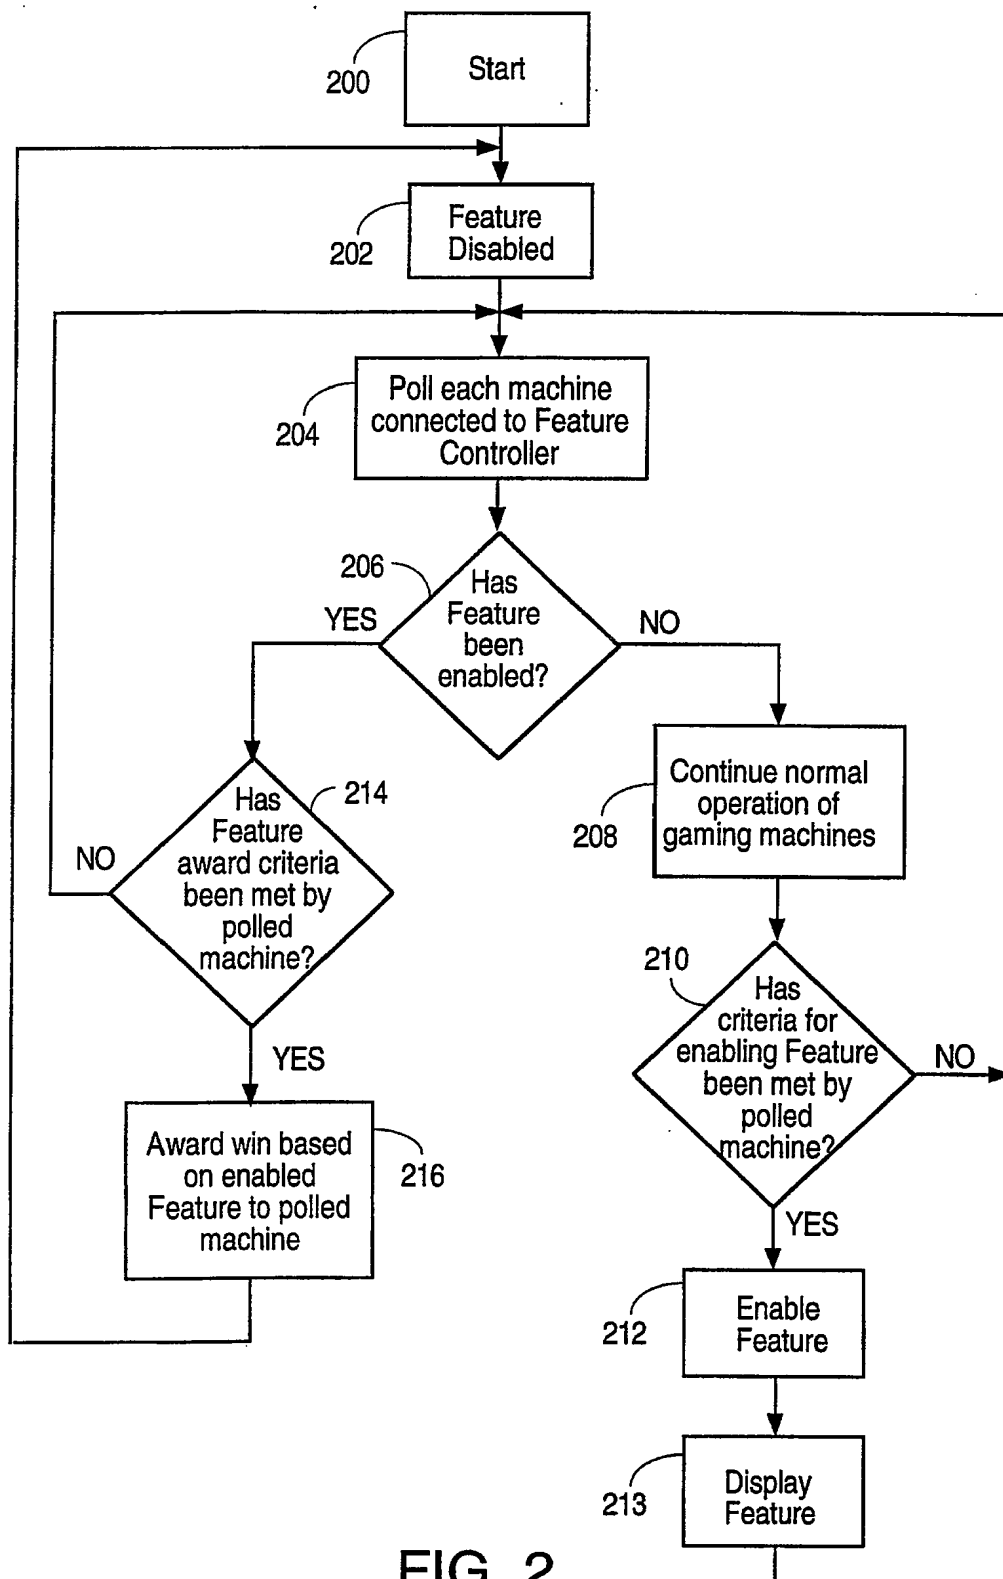 200
Start
202
Feature
Disabled
204
Poll each machine
connected to Feature
Controller
206
Has
Feature
been
enabled?
YES
NO
208
Continue normal
operation of
gaming machines
214
Has
Feature
award criteria
been met by
polled
machine?
NO
YES
210
Has
criteria for
enabling Feature
been met by
polled
machine?
NO
YES
216
Award win based
on enabled
Feature to polled
machine
212
Enable
Feature
213
Display
Feature
FIG. 2